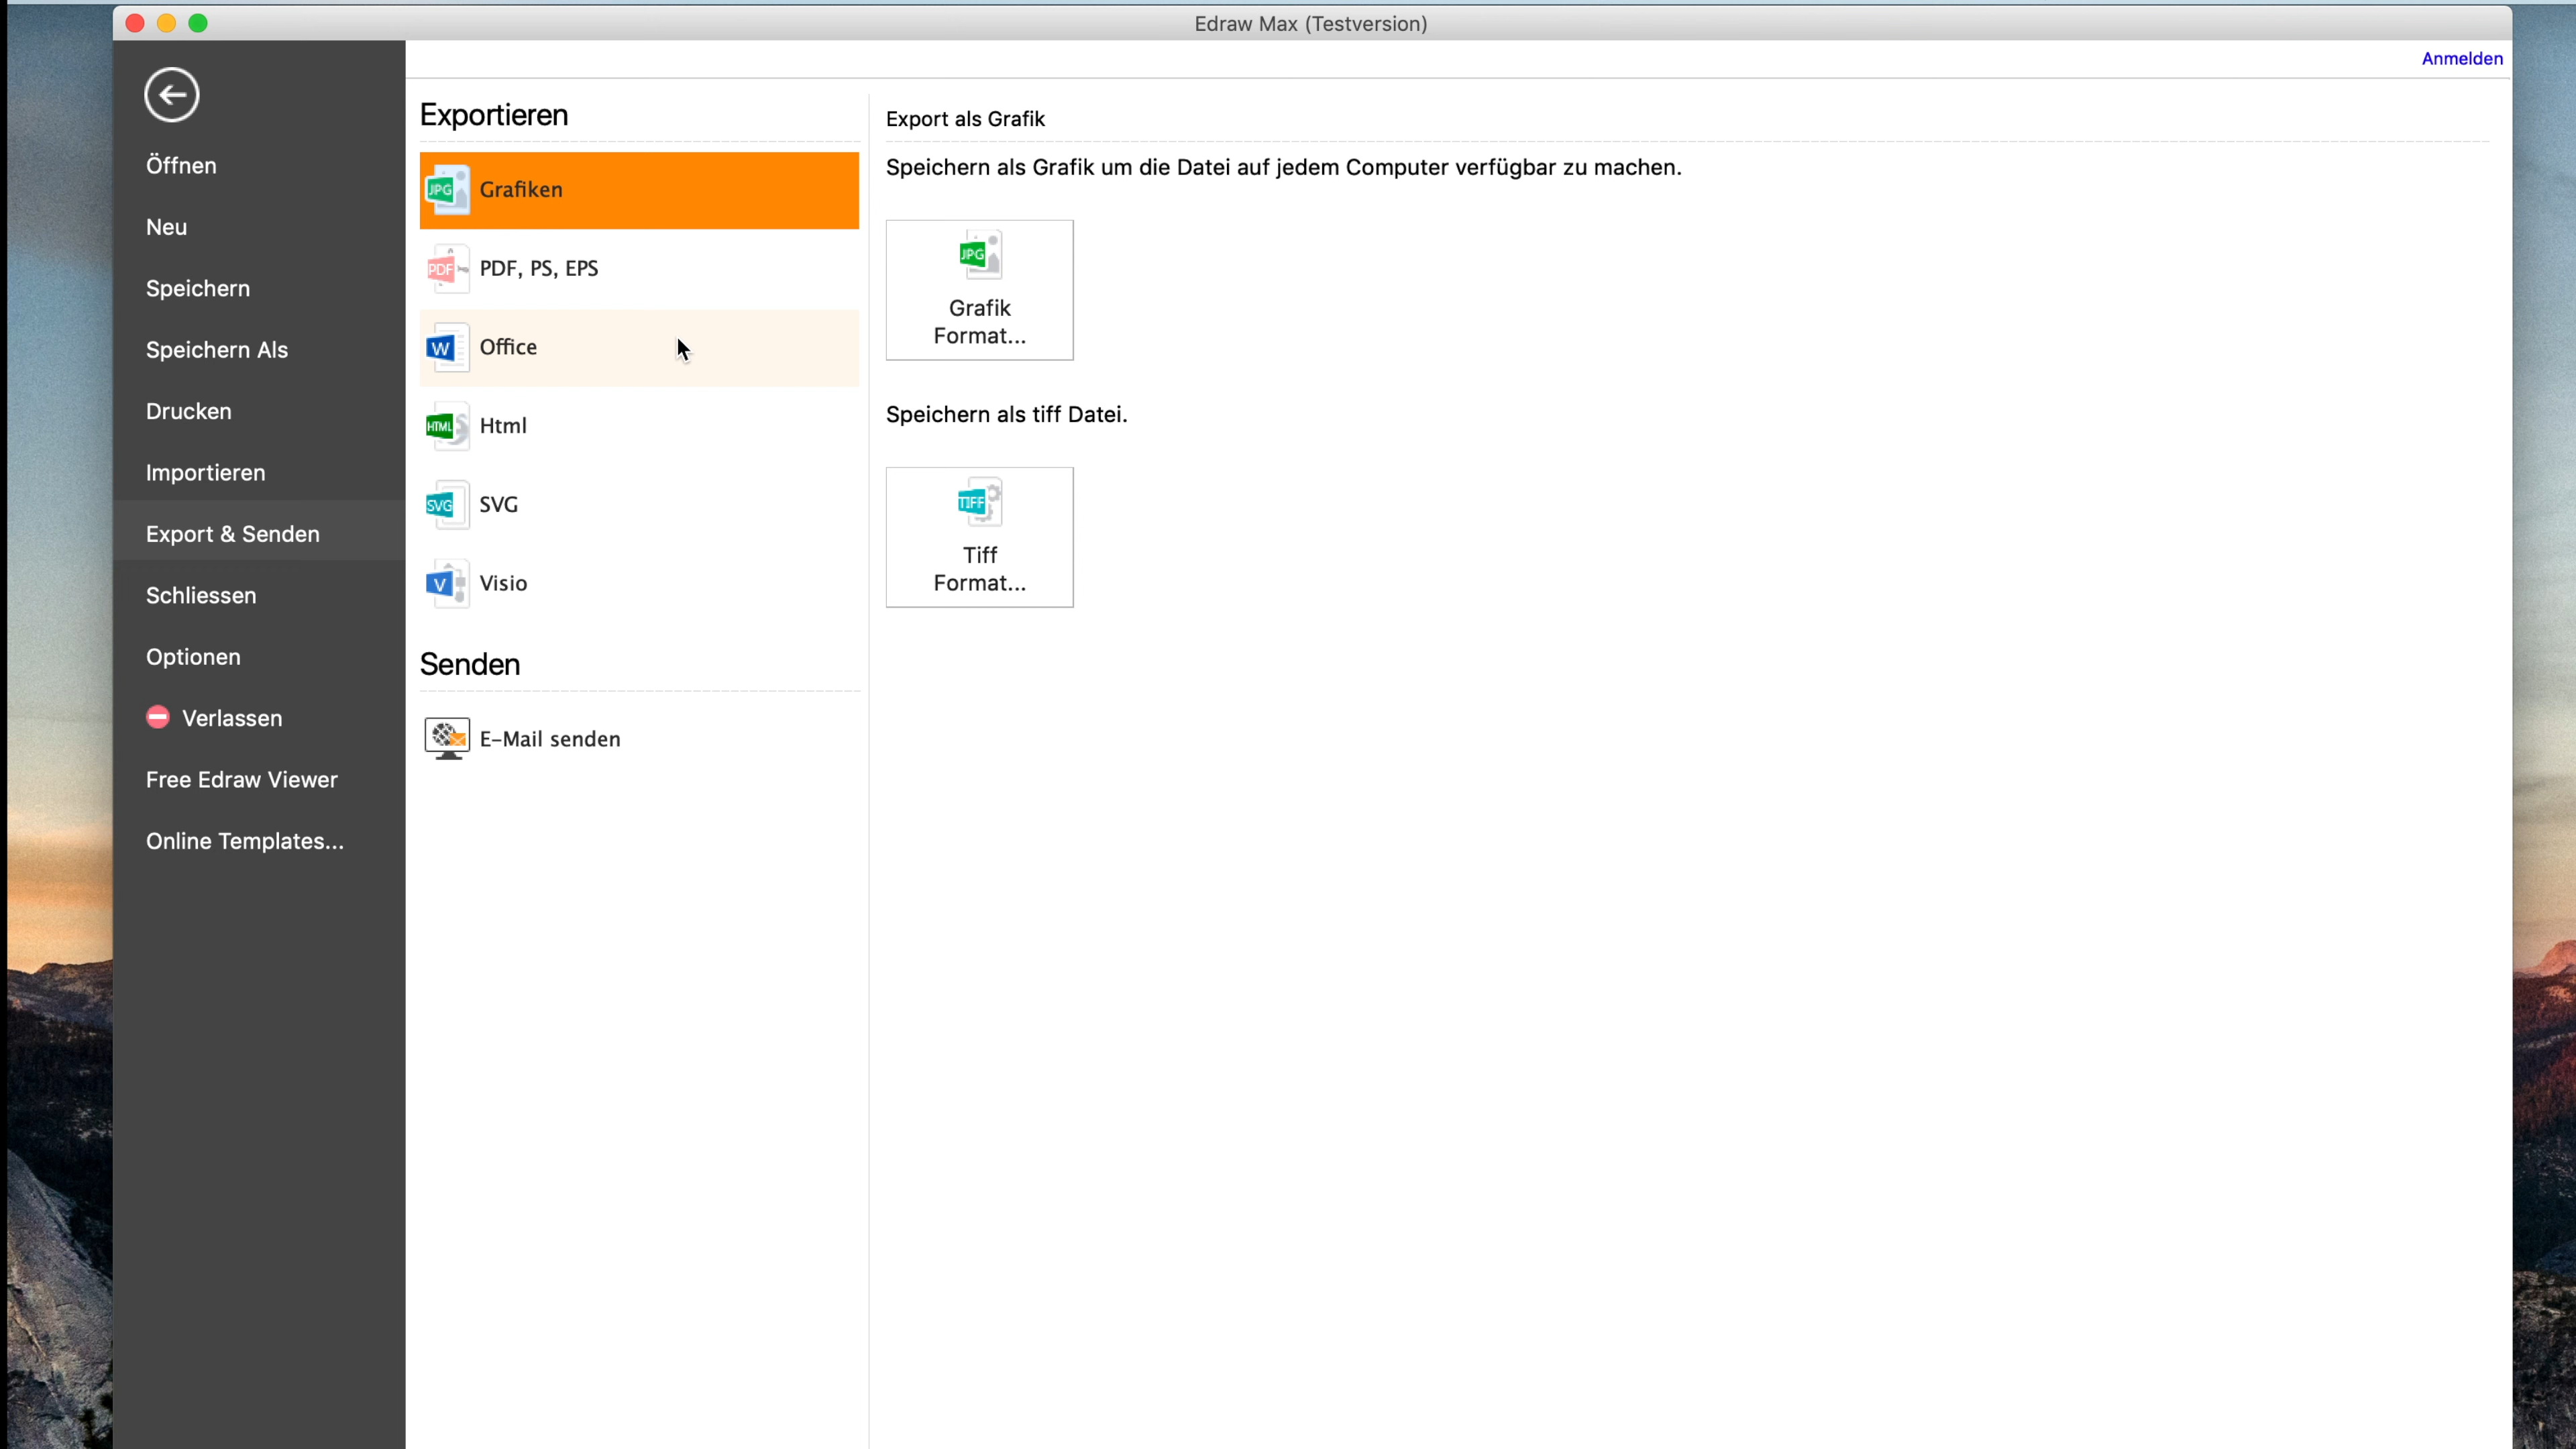 Edraw Max (Testversion)
Anmelden
Öffnen
Neu
Speichern
Speichern Als
Drucken
Importieren
Export & Senden
Schliessen
Optionen
Verlassen
Free Edraw Viewer
Online Templates...
Exportieren
JPG Grafiken
PDF PDF, PS, EPS
W Office
HTML Html
SVG SVG
V Visio
Senden
E-Mail senden
Export als Grafik
Speichern als Grafik um die Datei auf jedem Computer verfügbar zu machen.
JPG
Grafik
Format...
Speichern als tiff Datei.
TIFF
Tiff
Format...